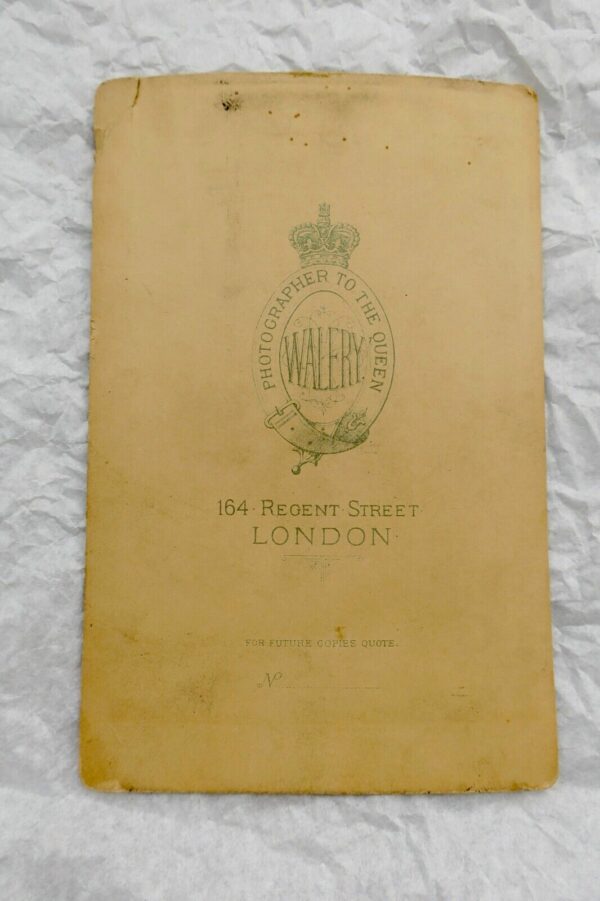 PHOTOGRAPHER TO THE QUEEN
WALERY.
164 · REGENT STREET
LONDON ·
FOR FUTURE COPIES QUOTE.
Nº